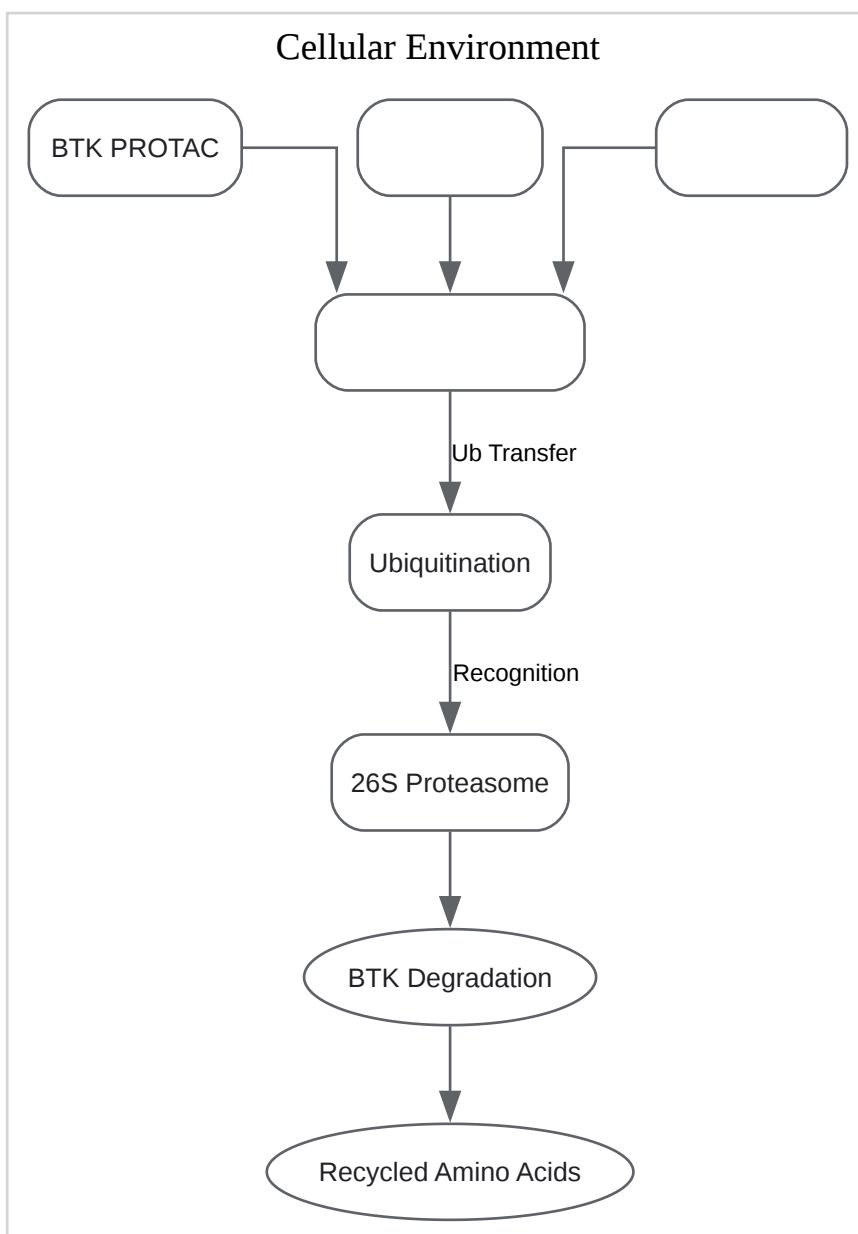 Cellular Environment
BTK PROTAC
Ub Transfer
Ubiquitination
Recognition
26S Proteasome
BTK Degradation
Recycled Amino Acids